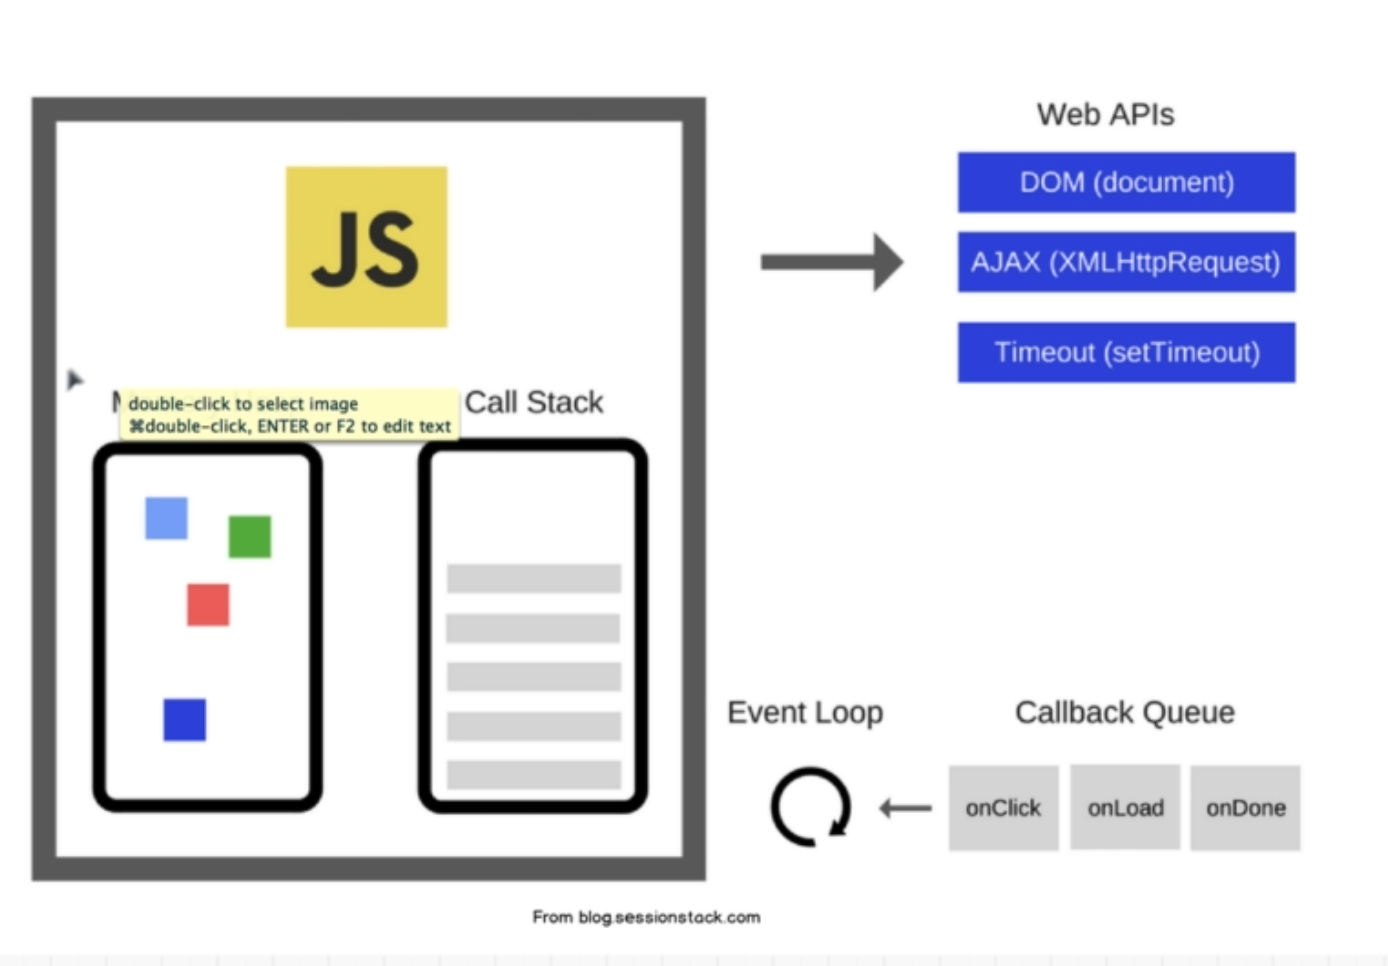 Web APIs
DOM (document)
JS
AJAX (XMLHttpRequest)
Timeout (setTimeout)
double-click to select image
⌘double-click, ENTER or F2 to edit text
Call Stack
Event Loop
Callback Queue
onClick
onLoad
onDone
From blog.sessionstack.com